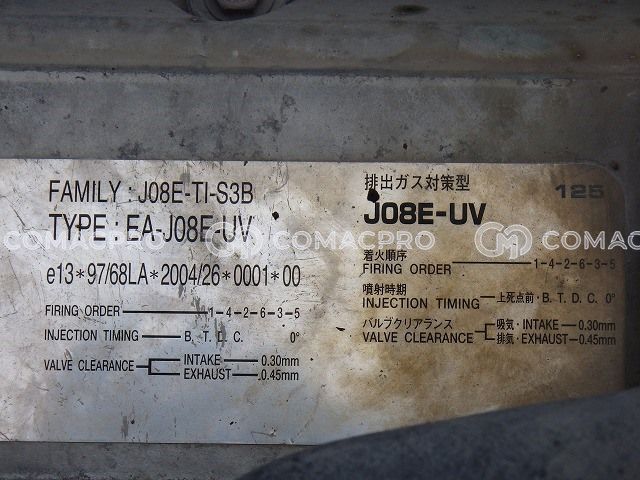 FAMILY : J08E-TI-S3B
TYPE : EA-J08E-UV
e13*97/68LA*2004/26*0001*00
FIRING ORDER 1-4-2-6-3-5
INJECTION TIMING B. T. D. C. 0°
VALVE CLEARANCE INTAKE 0.30mm
EXHAUST 0.45mm
排出ガス対策型 125
J08E-UV
着火順序
FIRING ORDER 1-4-2-6-3-5
噴射時期
INJECTION TIMING 上死点前・B. T. D. C. 0°
バルブクリアランス 吸気・INTAKE 0.30mm
VALVE CLEARANCE 排気・EXHAUST 0.45mm
COMACPRO COMACPRO COMACPRO